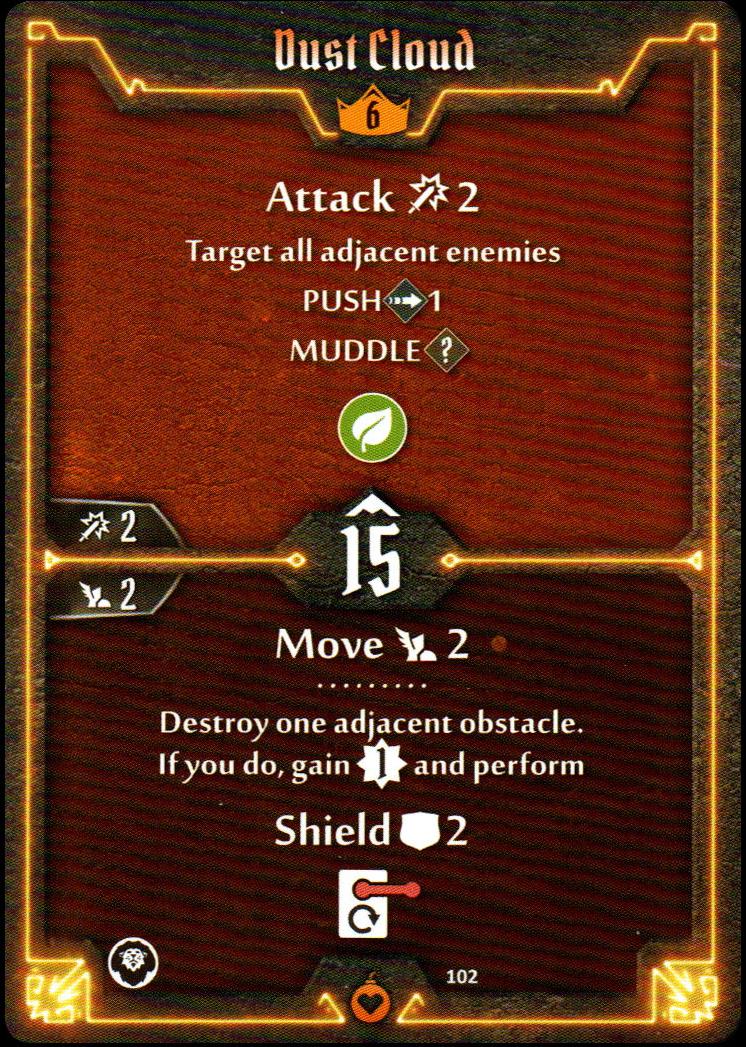 Dust Cloud
6
Attack 2
Target all adjacent enemies
PUSH 1
MUDDLE ?
2
15
2
Move 2
Destroy one adjacent obstacle.
If you do, gain 1 and perform
Shield 2
102